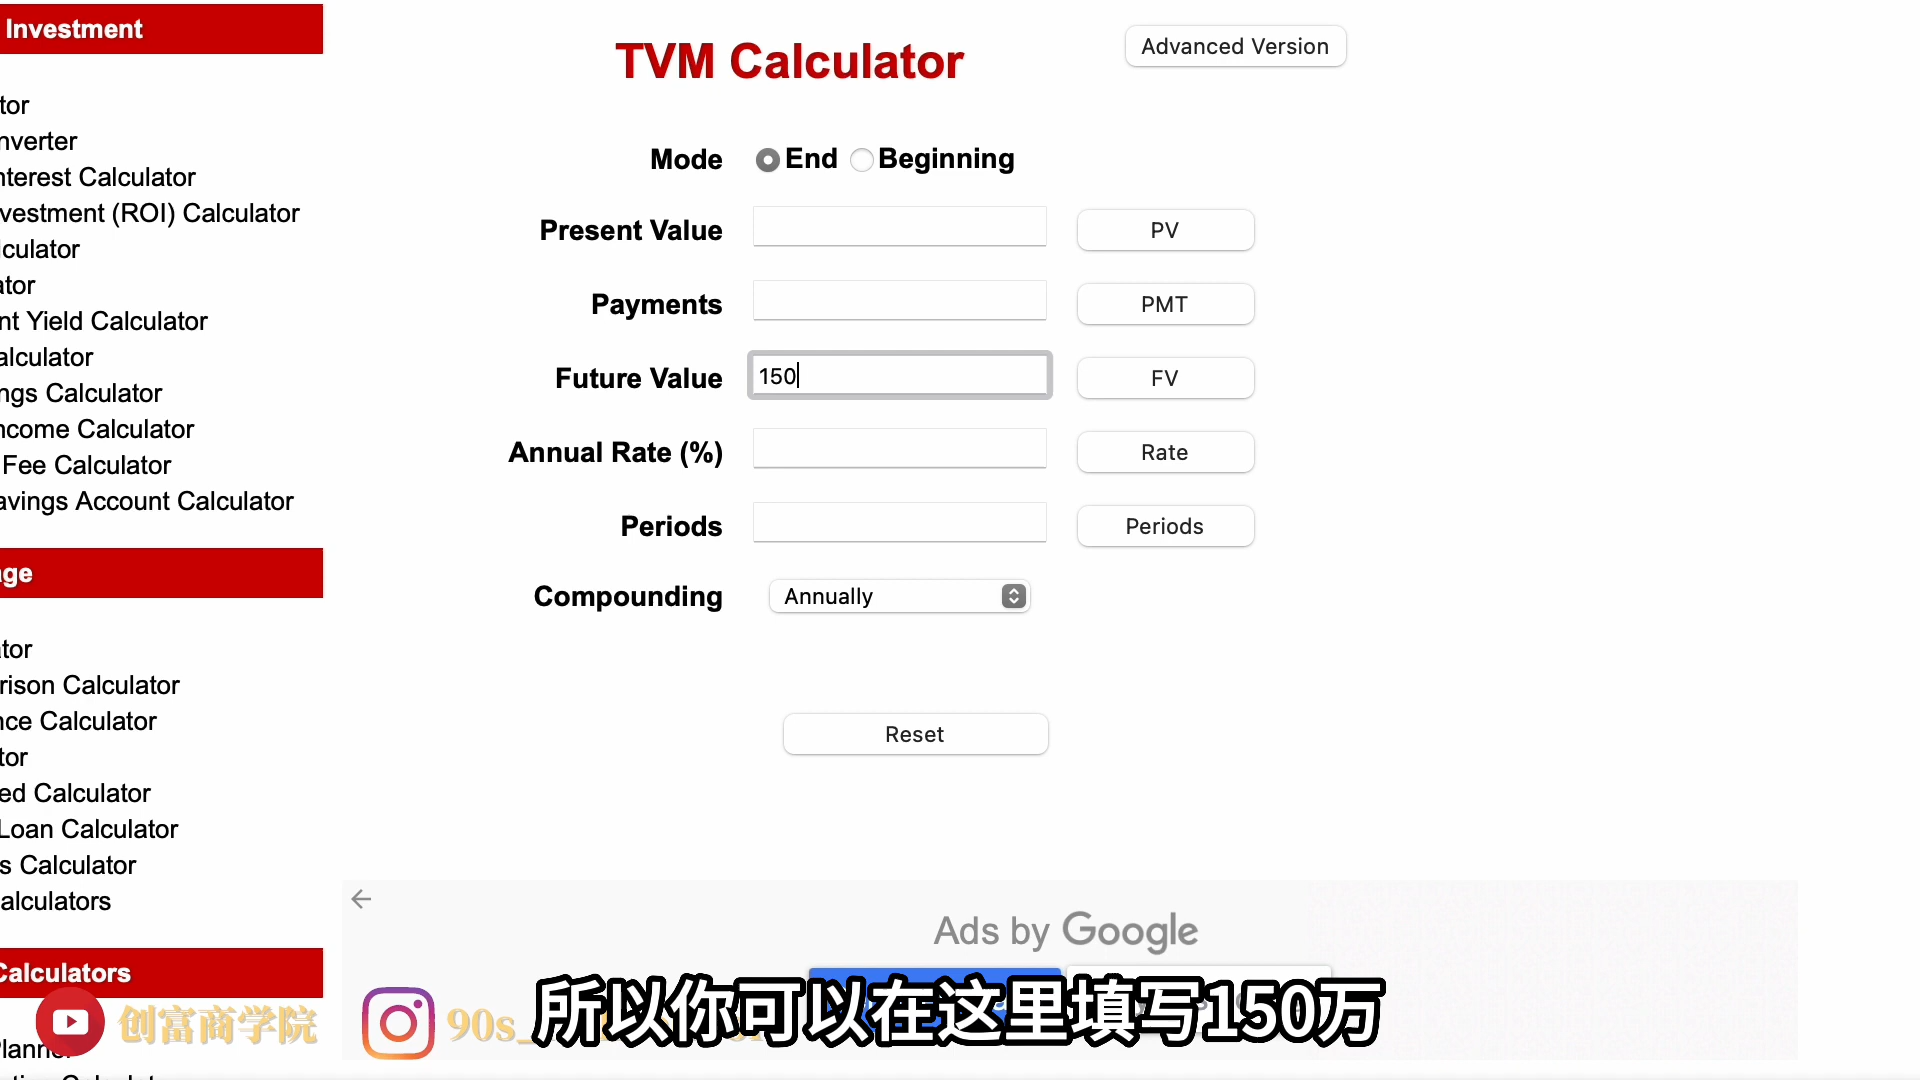 Investment
TVM Calculator
Advanced Version
tor
nverter
nterest Calculator
vestment (ROI) Calculator
lculator
ator
nt Yield Calculator
alculator
ngs Calculator
ncome Calculator
Fee Calculator
avings Account Calculator
Mode End Beginning
Present Value PV
Payments PMT
Future Value 150 FV
Annual Rate (%) Rate
Periods Periods
Compounding Annually
Reset
age
tor
rison Calculator
nce Calculator
tor
ed Calculator
Loan Calculator
s Calculator
alculators
Calculators
Planner
Ads by Google
创富商学院
90s_
所以你可以在这里填写150万